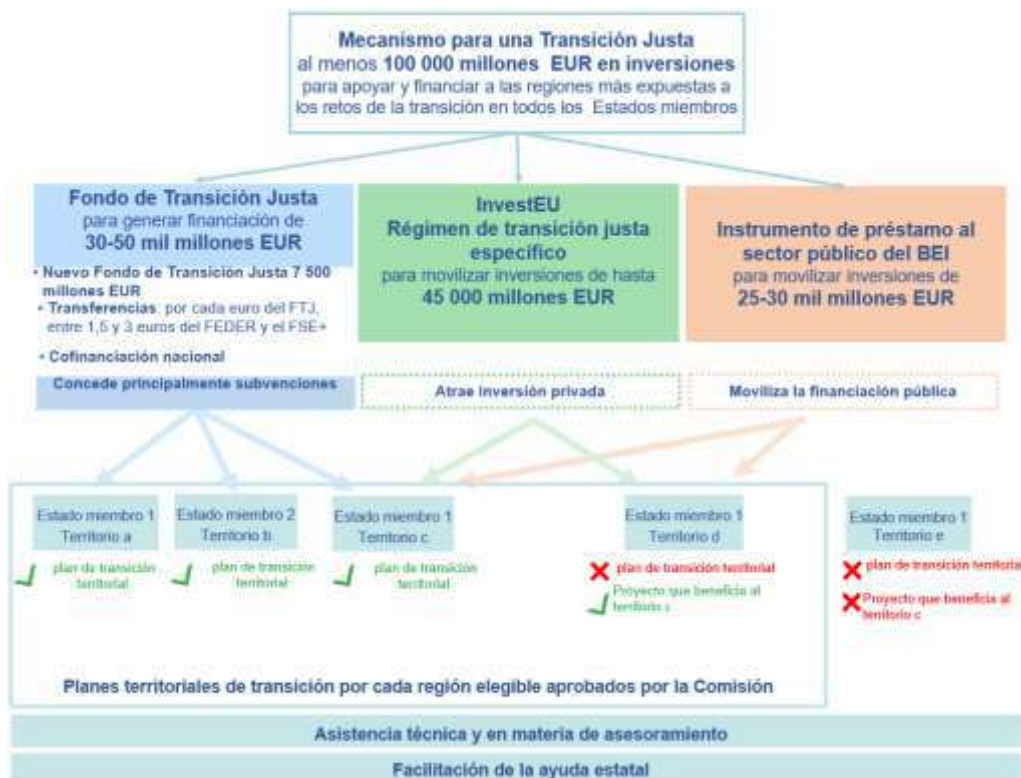 Mecanismo para una Transición Justa
al menos 100 000 millones EUR en inversiones
para apoyar y financiar a las regiones más expuestas a
los retos de la transición en todos los Estados miembros
Fondo de Transición Justa
para generar financiación de
30-50 mil millones EUR
• Nuevo Fondo de Transición Justa 7 500
millones EUR
• Transferencias: por cada euro del FTJ,
entre 1,5 y 3 euros del FEDER y el FSE+
• Cofinanciación nacional
Concede principalmente subvenciones
InvestEU
Régimen de transición justa
específico
para movilizar inversiones de hasta
45 000 millones EUR
Atrae inversión privada
Instrumento de préstamo al
sector público del BEI
para movilizar inversiones de
25-30 mil millones EUR
Moviliza la financiación pública
Estado miembro 1
Territorio a
plan de transición
territorial
Estado miembro 2
Territorio b
plan de transición
territorial
Estado miembro 1
Territorio c
plan de transición
territorial
Estado miembro 1
Territorio d
plan de transición territorial
Proyecto que beneficia al
territorio c
Estado miembro 1
Territorio e
plan de transición territorial
Proyecto que beneficia al
territorio c
Planes territoriales de transición por cada región elegible aprobados por la Comisión
Asistencia técnica y en materia de asesoramiento
Facilitación de la ayuda estatal